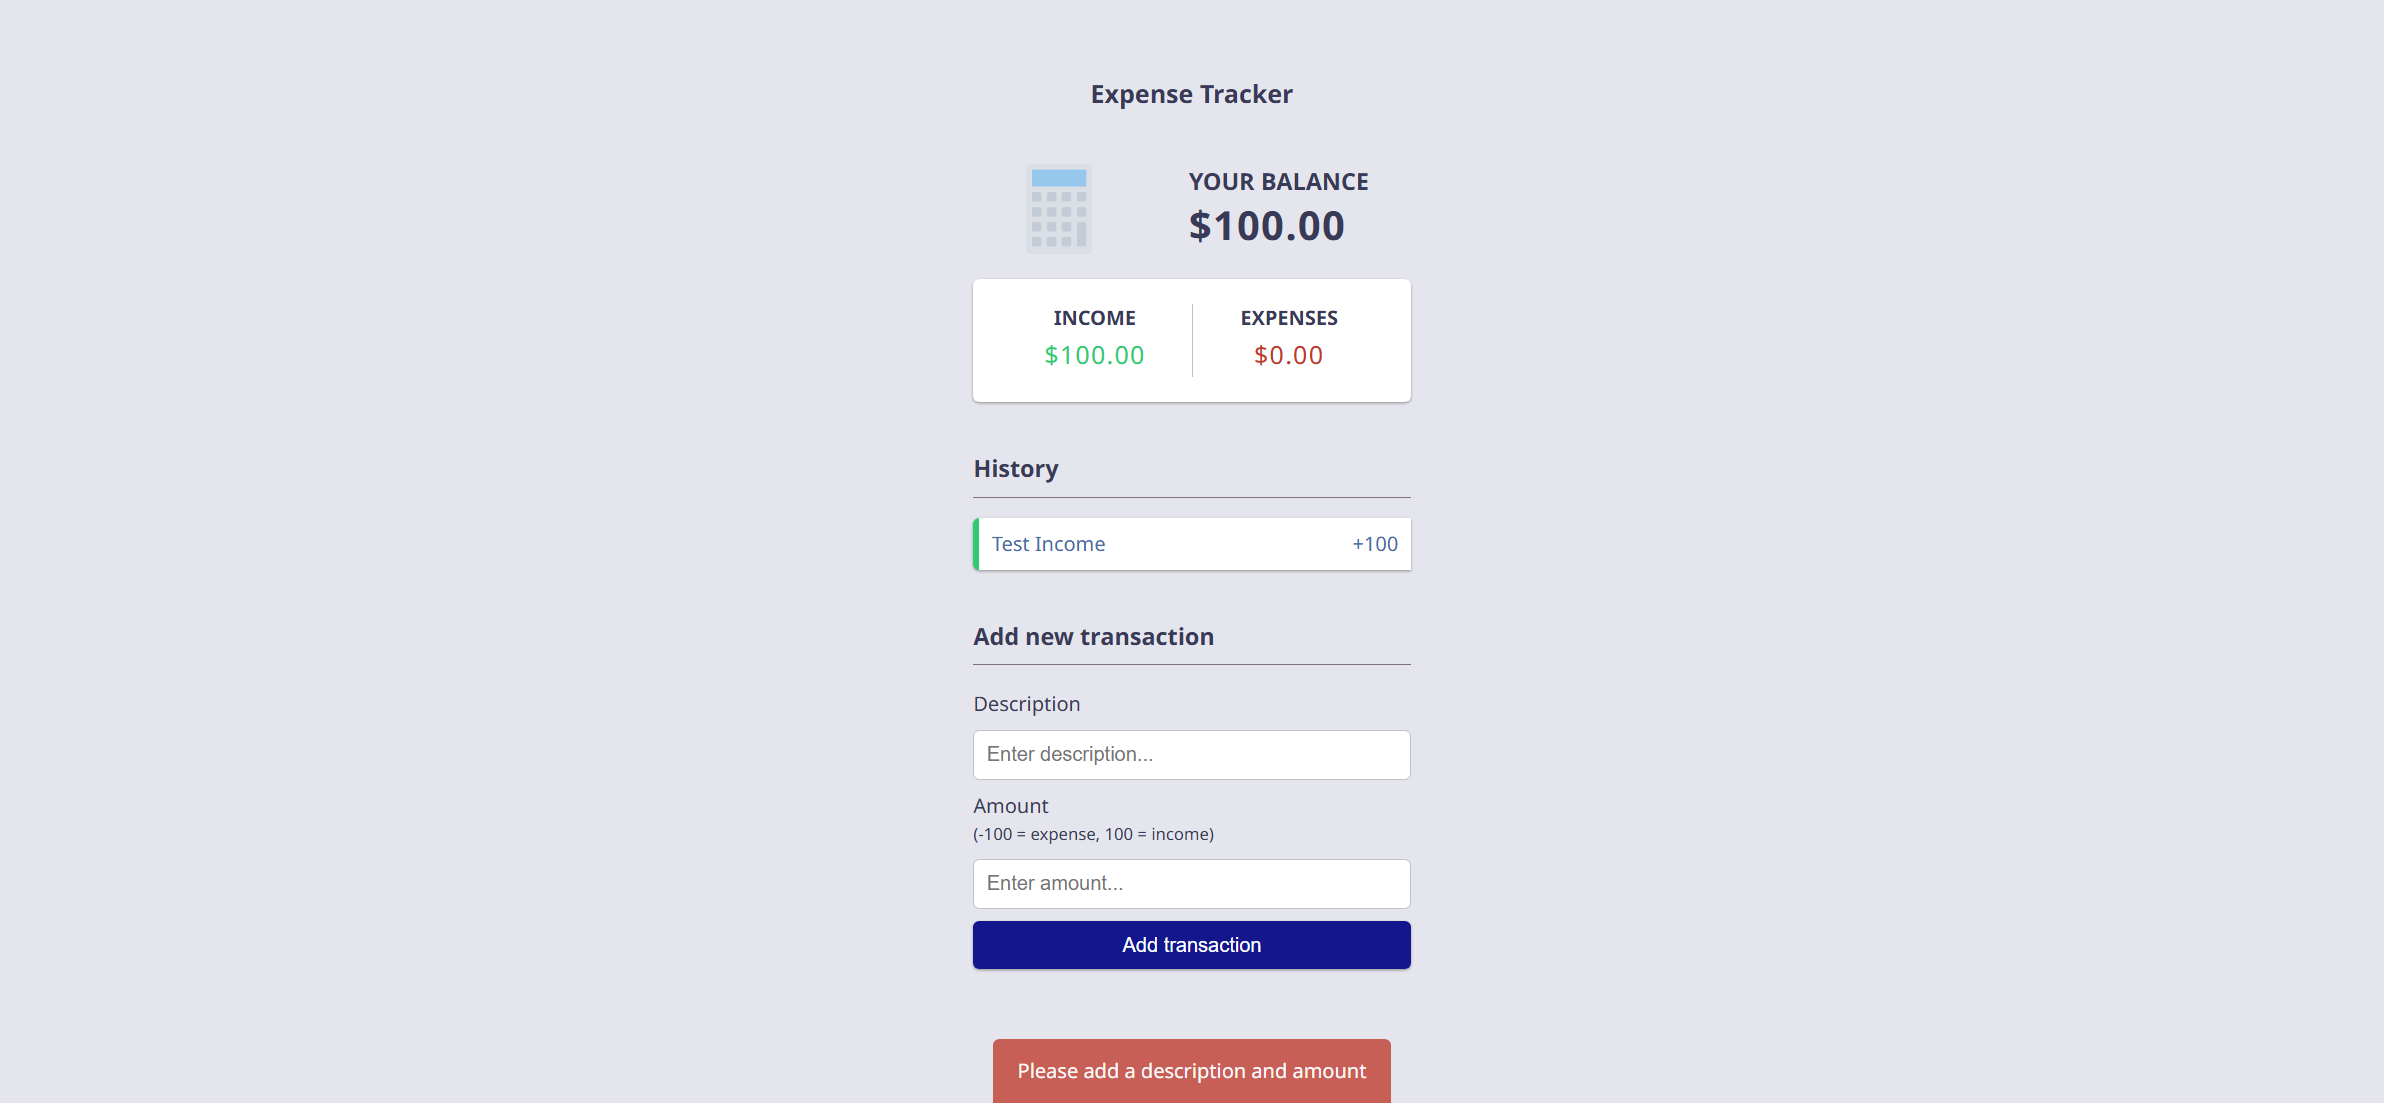 Expense Tracker
YOUR BALANCE
$100.00
INCOME
$100.00
EXPENSES
$0.00
History
Test Income +100
Add new transaction
Description
Enter description...
Amount
(-100 = expense, 100 = income)
Enter amount...
Add transaction
Please add a description and amount